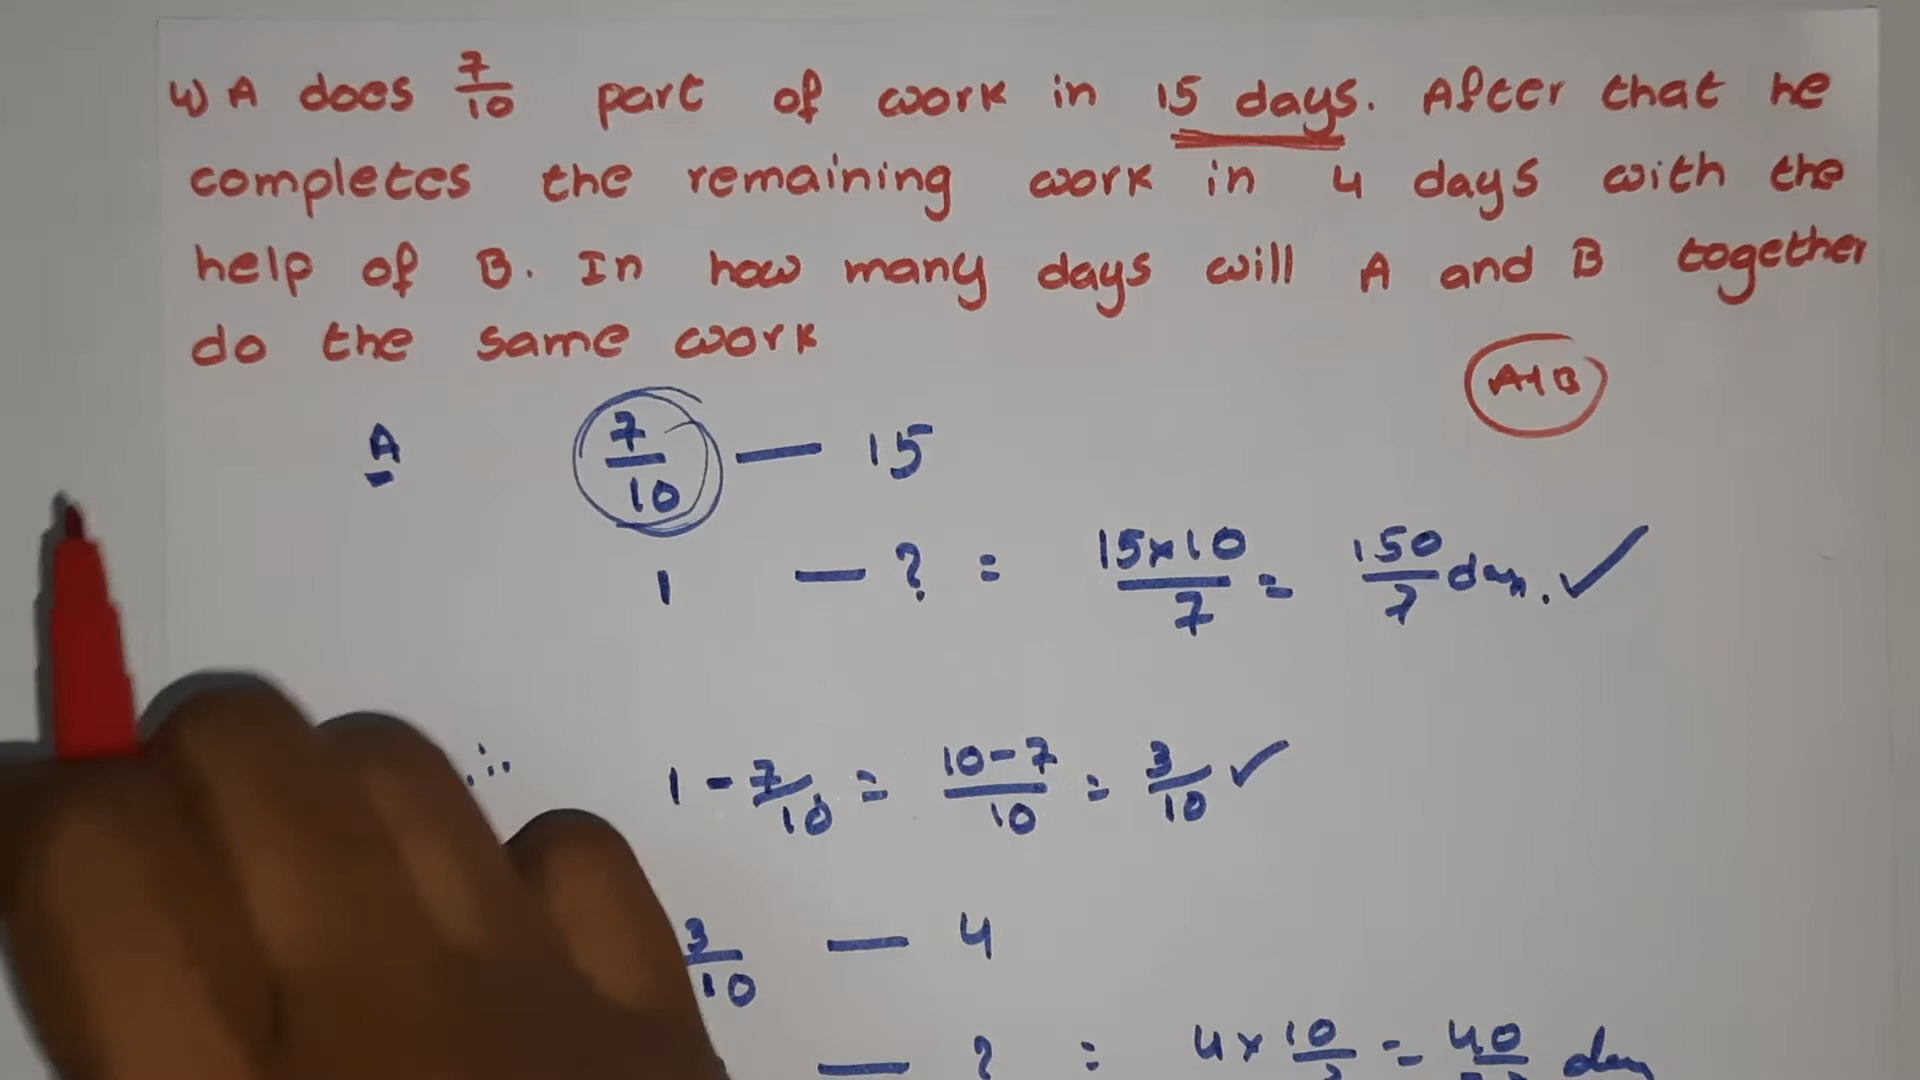 4) A does 7/10 part of work in 15 days. After that he
completes the remaining work in 4 days with the
help of B. In how many days will A and B together
do the same work
A+B
A 7/10 — 15
1 — ? = 15×10/7 = 150/7 days. ✓
∴ 1 - 7/10 = 10-7/10 = 3/10 ✓
3/10 — 4
— ? : 4× 10/3 = 40/3 day